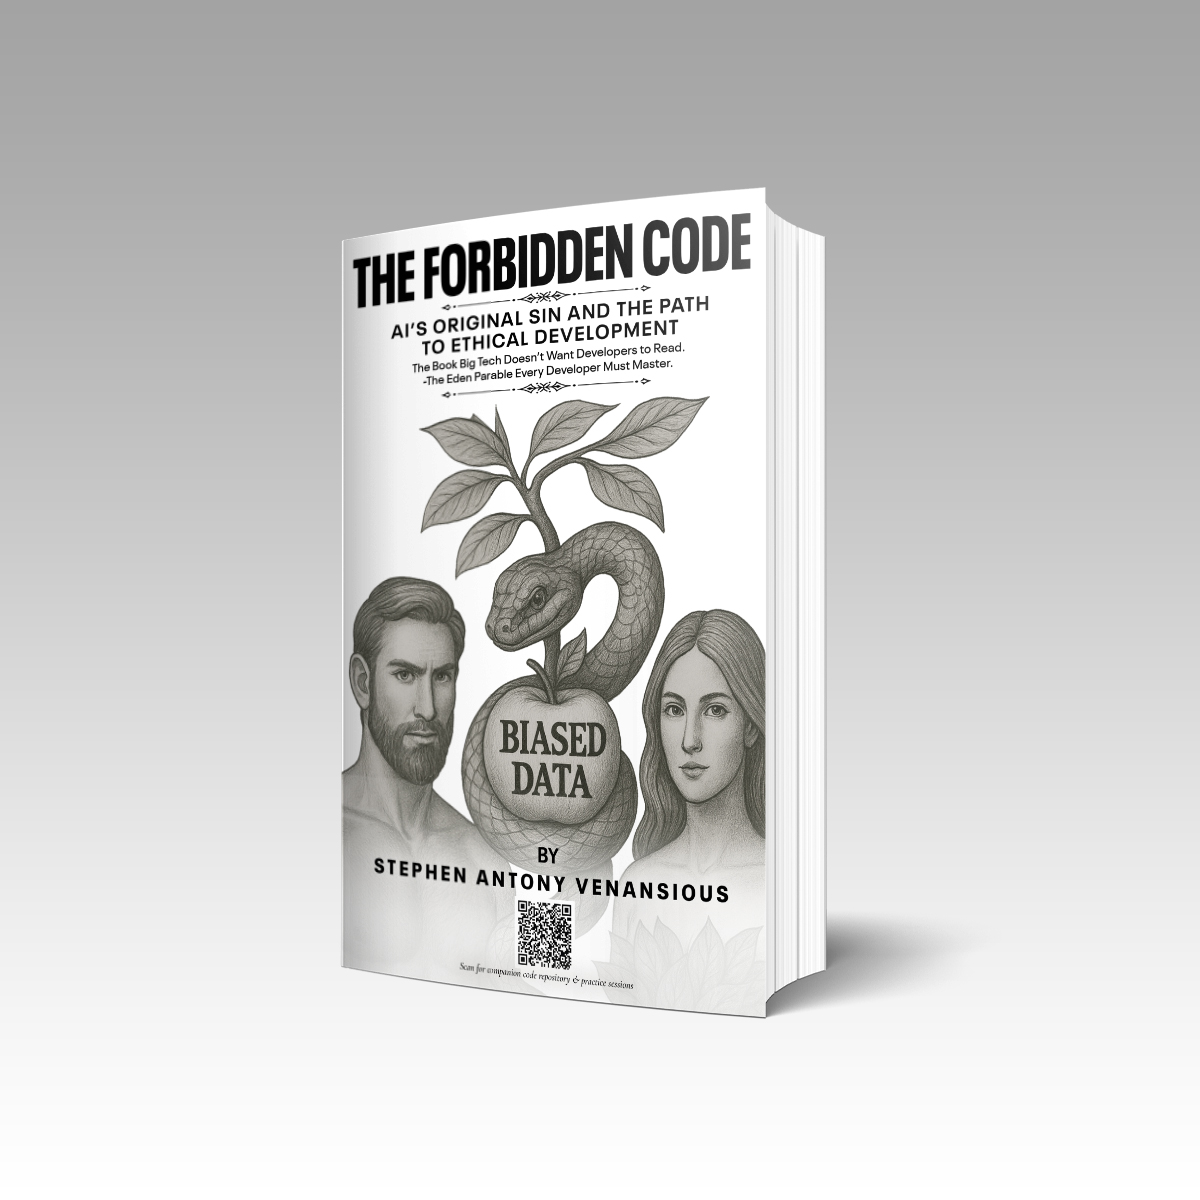 THE FORBIDDEN CODE
AI'S ORIGINAL SIN AND THE PATH
TO ETHICAL DEVELOPMENT
The Book Big Tech Doesn't Want Developers to Read.
-The Eden Parable Every Developer Must Master.
BIASED
DATA
BY
STEPHEN ANTONY VENANSIOUS
Scan for companion code repository & practice sessions